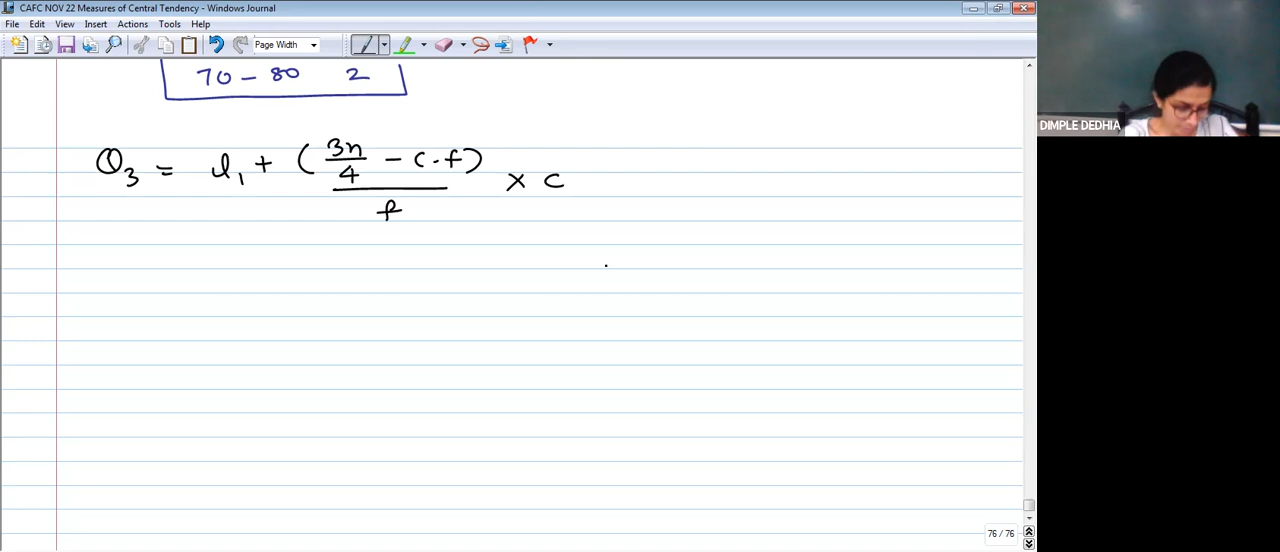 CAFC NOV 22 Measures of Central Tendency - Windows Journal
File Edit View Insert Actions Tools Help
Page Width
70 - 80 2
Q3 = l1 + (3n/4 - c.f) / f × c
76 / 76
DIMPLE DEDHIA